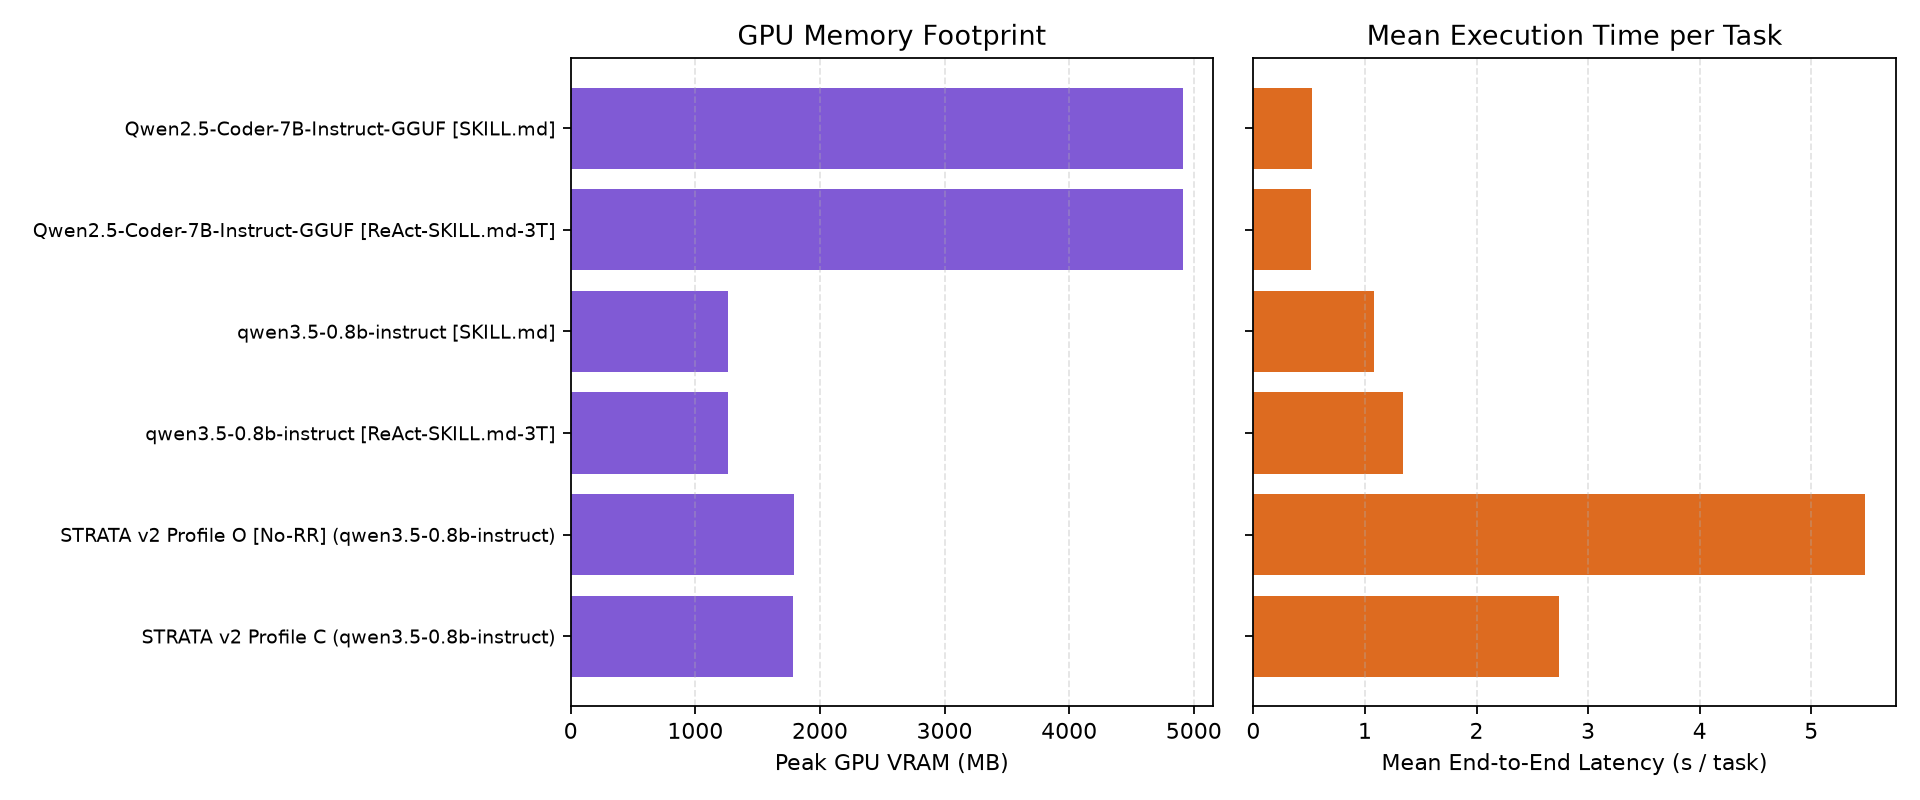 GPU Memory Footprint
Mean Execution Time per Task
Qwen2.5-Coder-7B-Instruct-GGUF [SKILL.md]
Qwen2.5-Coder-7B-Instruct-GGUF [ReAct-SKILL.md-3T]
qwen3.5-0.8b-instruct [SKILL.md]
qwen3.5-0.8b-instruct [ReAct-SKILL.md-3T]
STRATA v2 Profile O [No-RR] (qwen3.5-0.8b-instruct)
STRATA v2 Profile C (qwen3.5-0.8b-instruct)
0 1000 2000 3000 4000 5000
0 1 2 3 4 5
Peak GPU VRAM (MB)
Mean End-to-End Latency (s / task)